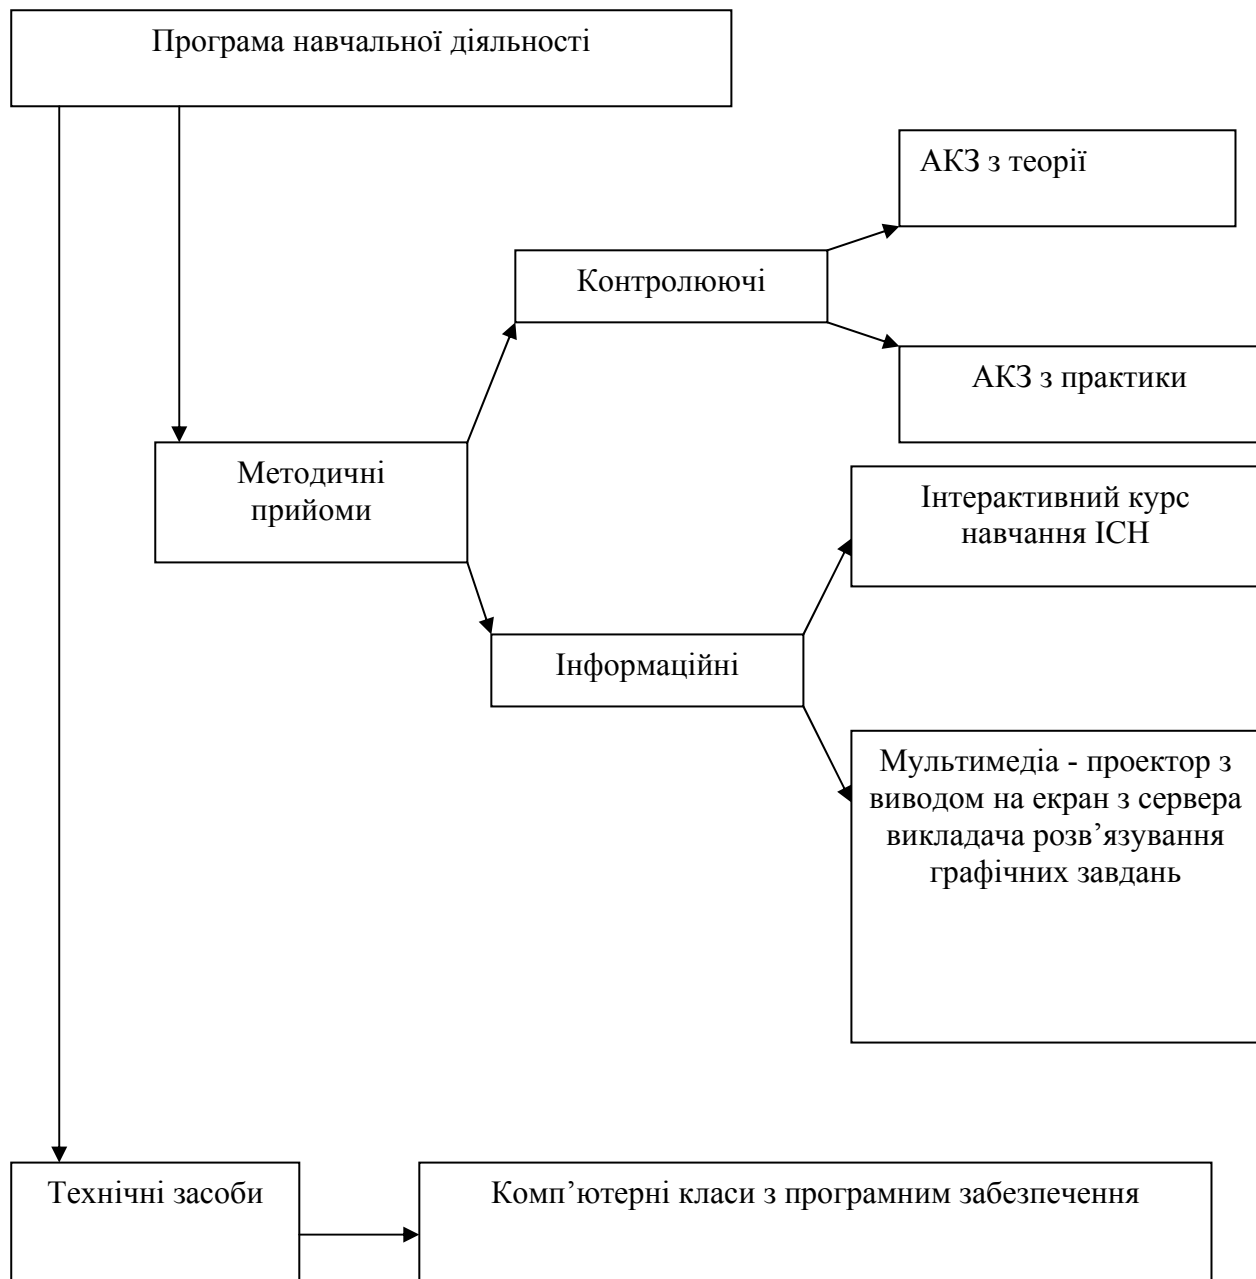 Програма навчальної діяльності
АКЗ з теорії
Контролюючі
АКЗ з практики
Методичні
прийоми
Інтерактивний курс
навчання ІСН
Інформаційні
Мультимедіа - проектор з
виводом на екран з сервера
викладача розв’язування
графічних завдань
Технічні засоби
Комп’ютерні класи з програмним забезпечення